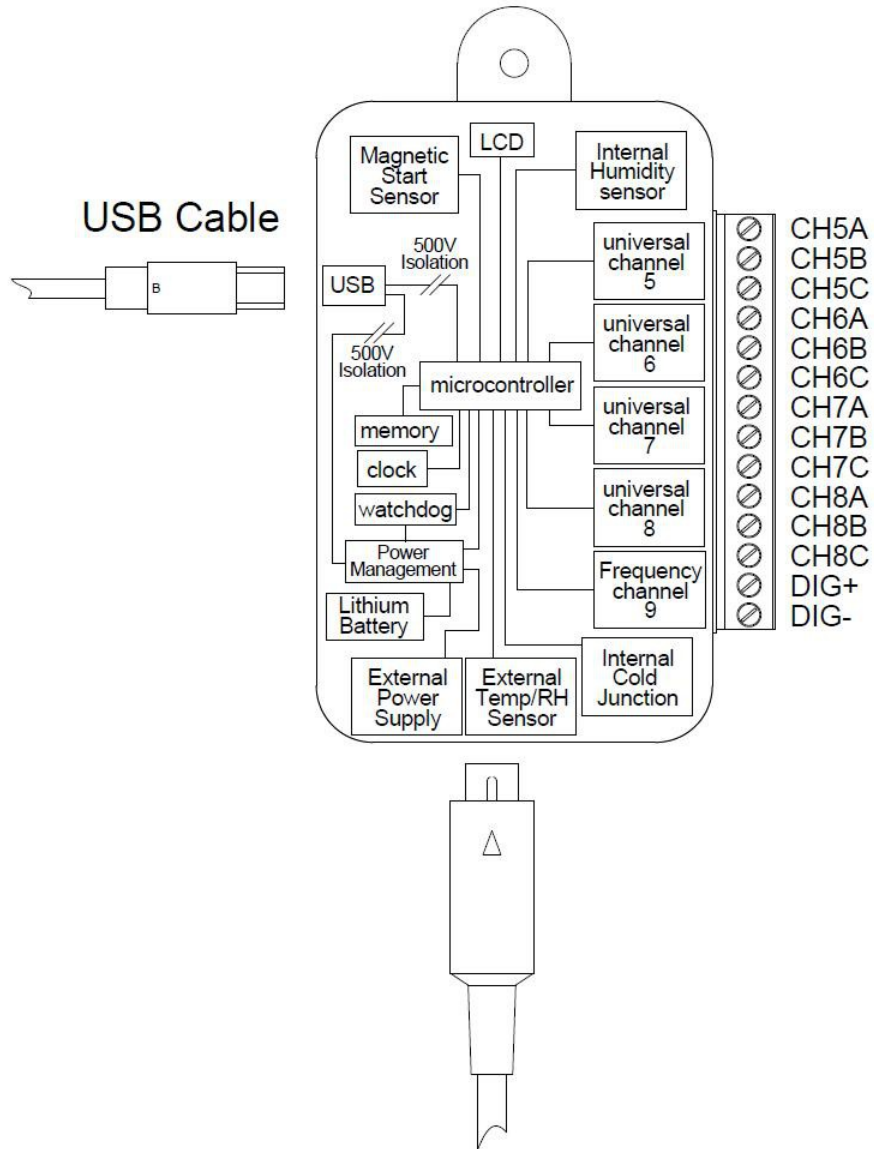 LCD
Magnetic
Start
Sensor
Internal
Humidity
sensor
USB Cable
B
500V
Isolation
USB
500V
Isolation
universal
channel
5
universal
channel
6
microcontroller
universal
channel
7
memory
clock
watchdog
universal
channel
8
Power
Management
Frequency
channel
9
Lithium
Battery
External
Power
Supply
External
Temp/RH
Sensor
Internal
Cold
Junction
CH5A
CH5B
CH5C
CH6A
CH6B
CH6C
CH7A
CH7B
CH7C
CH8A
CH8B
CH8C
DIG+
DIG-